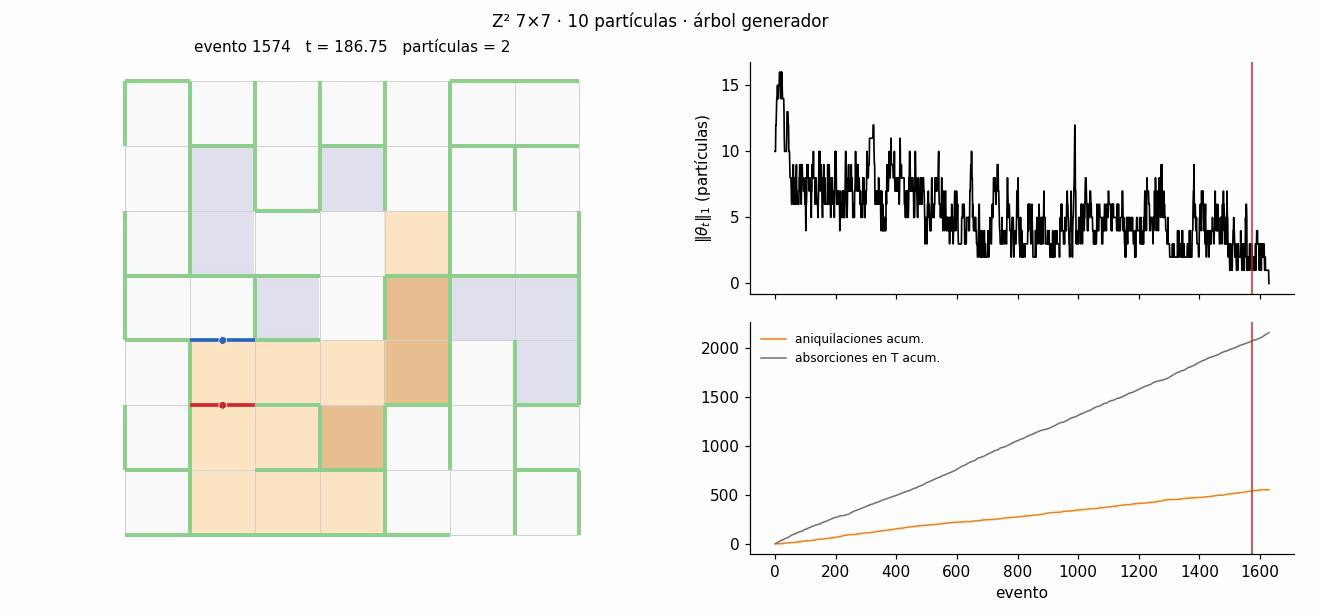 Z² 7×7 · 10 partículas · árbol generador
evento 1574   t = 186.75   partículas = 2
15
10
5
0
‖θₜ‖₁ (partículas)
aniquilaciones acum.
absorciones en T acum.
2000
1500
1000
500
0
0 200 400 600 800 1000 1200 1400 1600
evento